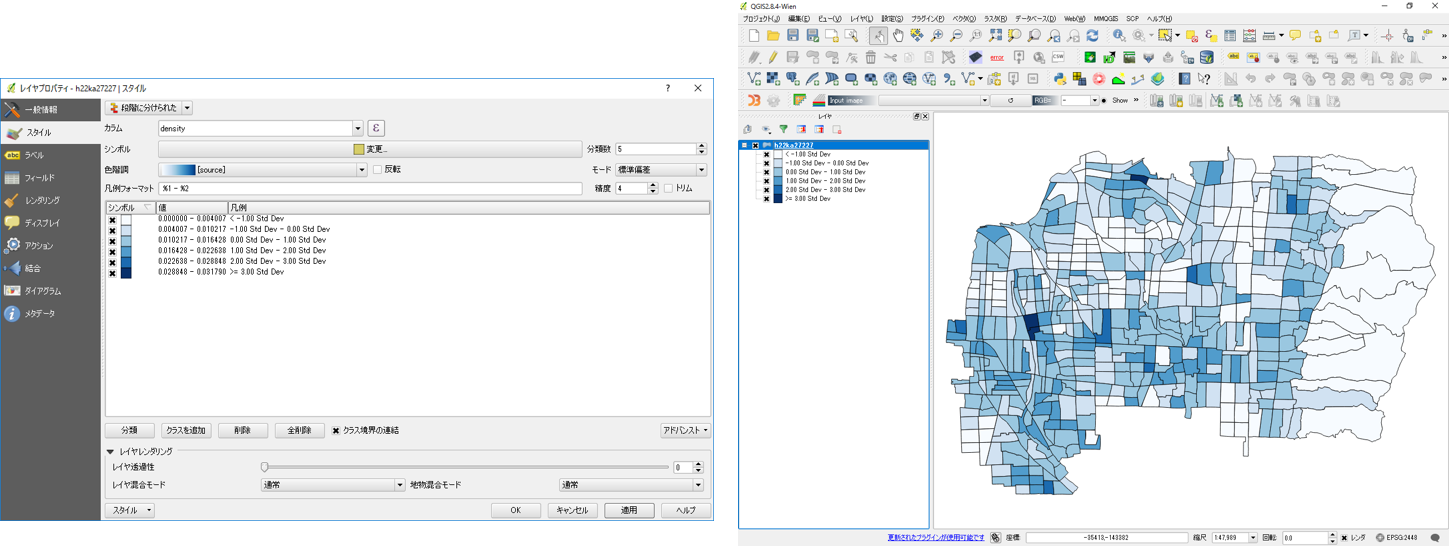 レイヤプロパティ - h22ka27227 | スタイル
一般情報
スタイル
ラベル
フィールド
レンダリング
ディスプレイ
アクション
結合
ダイアグラム
メタデータ
段階に分けられた
カラム density ε
シンボル 変更... 分類数 5
色階調 [source] 反転 モード 標準偏差
凡例フォーマット %1 - %2 精度 4 トリム
シンボル 値 凡例
0.000000 - 0.004007 < -1.00 Std Dev
0.004007 - 0.010217 -1.00 Std Dev - 0.00 Std Dev
0.010217 - 0.016428 0.00 Std Dev - 1.00 Std Dev
0.016428 - 0.022638 1.00 Std Dev - 2.00 Std Dev
0.022638 - 0.028848 2.00 Std Dev - 3.00 Std Dev
0.028848 - 0.031790 >= 3.00 Std Dev
分類 クラスを追加 削除 全削除 クラス境界の連結 アドバンスト
レイヤレンダリング
レイヤ透過性 0
レイヤ混合モード 通常 地物混合モード 通常
スタイル OK キャンセル 適用 ヘルプ
QGIS2.8.4-Wien
プロジェクト(J) 編集(E) ビュー(V) レイヤ(L) 設定(S) プラグイン(P) ベクタ(O) ラスタ(R) データベース(D) Web(W) MMQGIS SCP ヘルプ(H)
error
CSW
Input image RGB= - Show
レイヤ
h22ka27227
< -1.00 Std Dev
-1.00 Std Dev - 0.00 Std Dev
0.00 Std Dev - 1.00 Std Dev
1.00 Std Dev - 2.00 Std Dev
2.00 Std Dev - 3.00 Std Dev
>= 3.00 Std Dev
更新されたプラグインが使用可能です 座標: -35413,-143382 縮尺 1:47,989 回転: 0.0 レンダ EPSG:2448